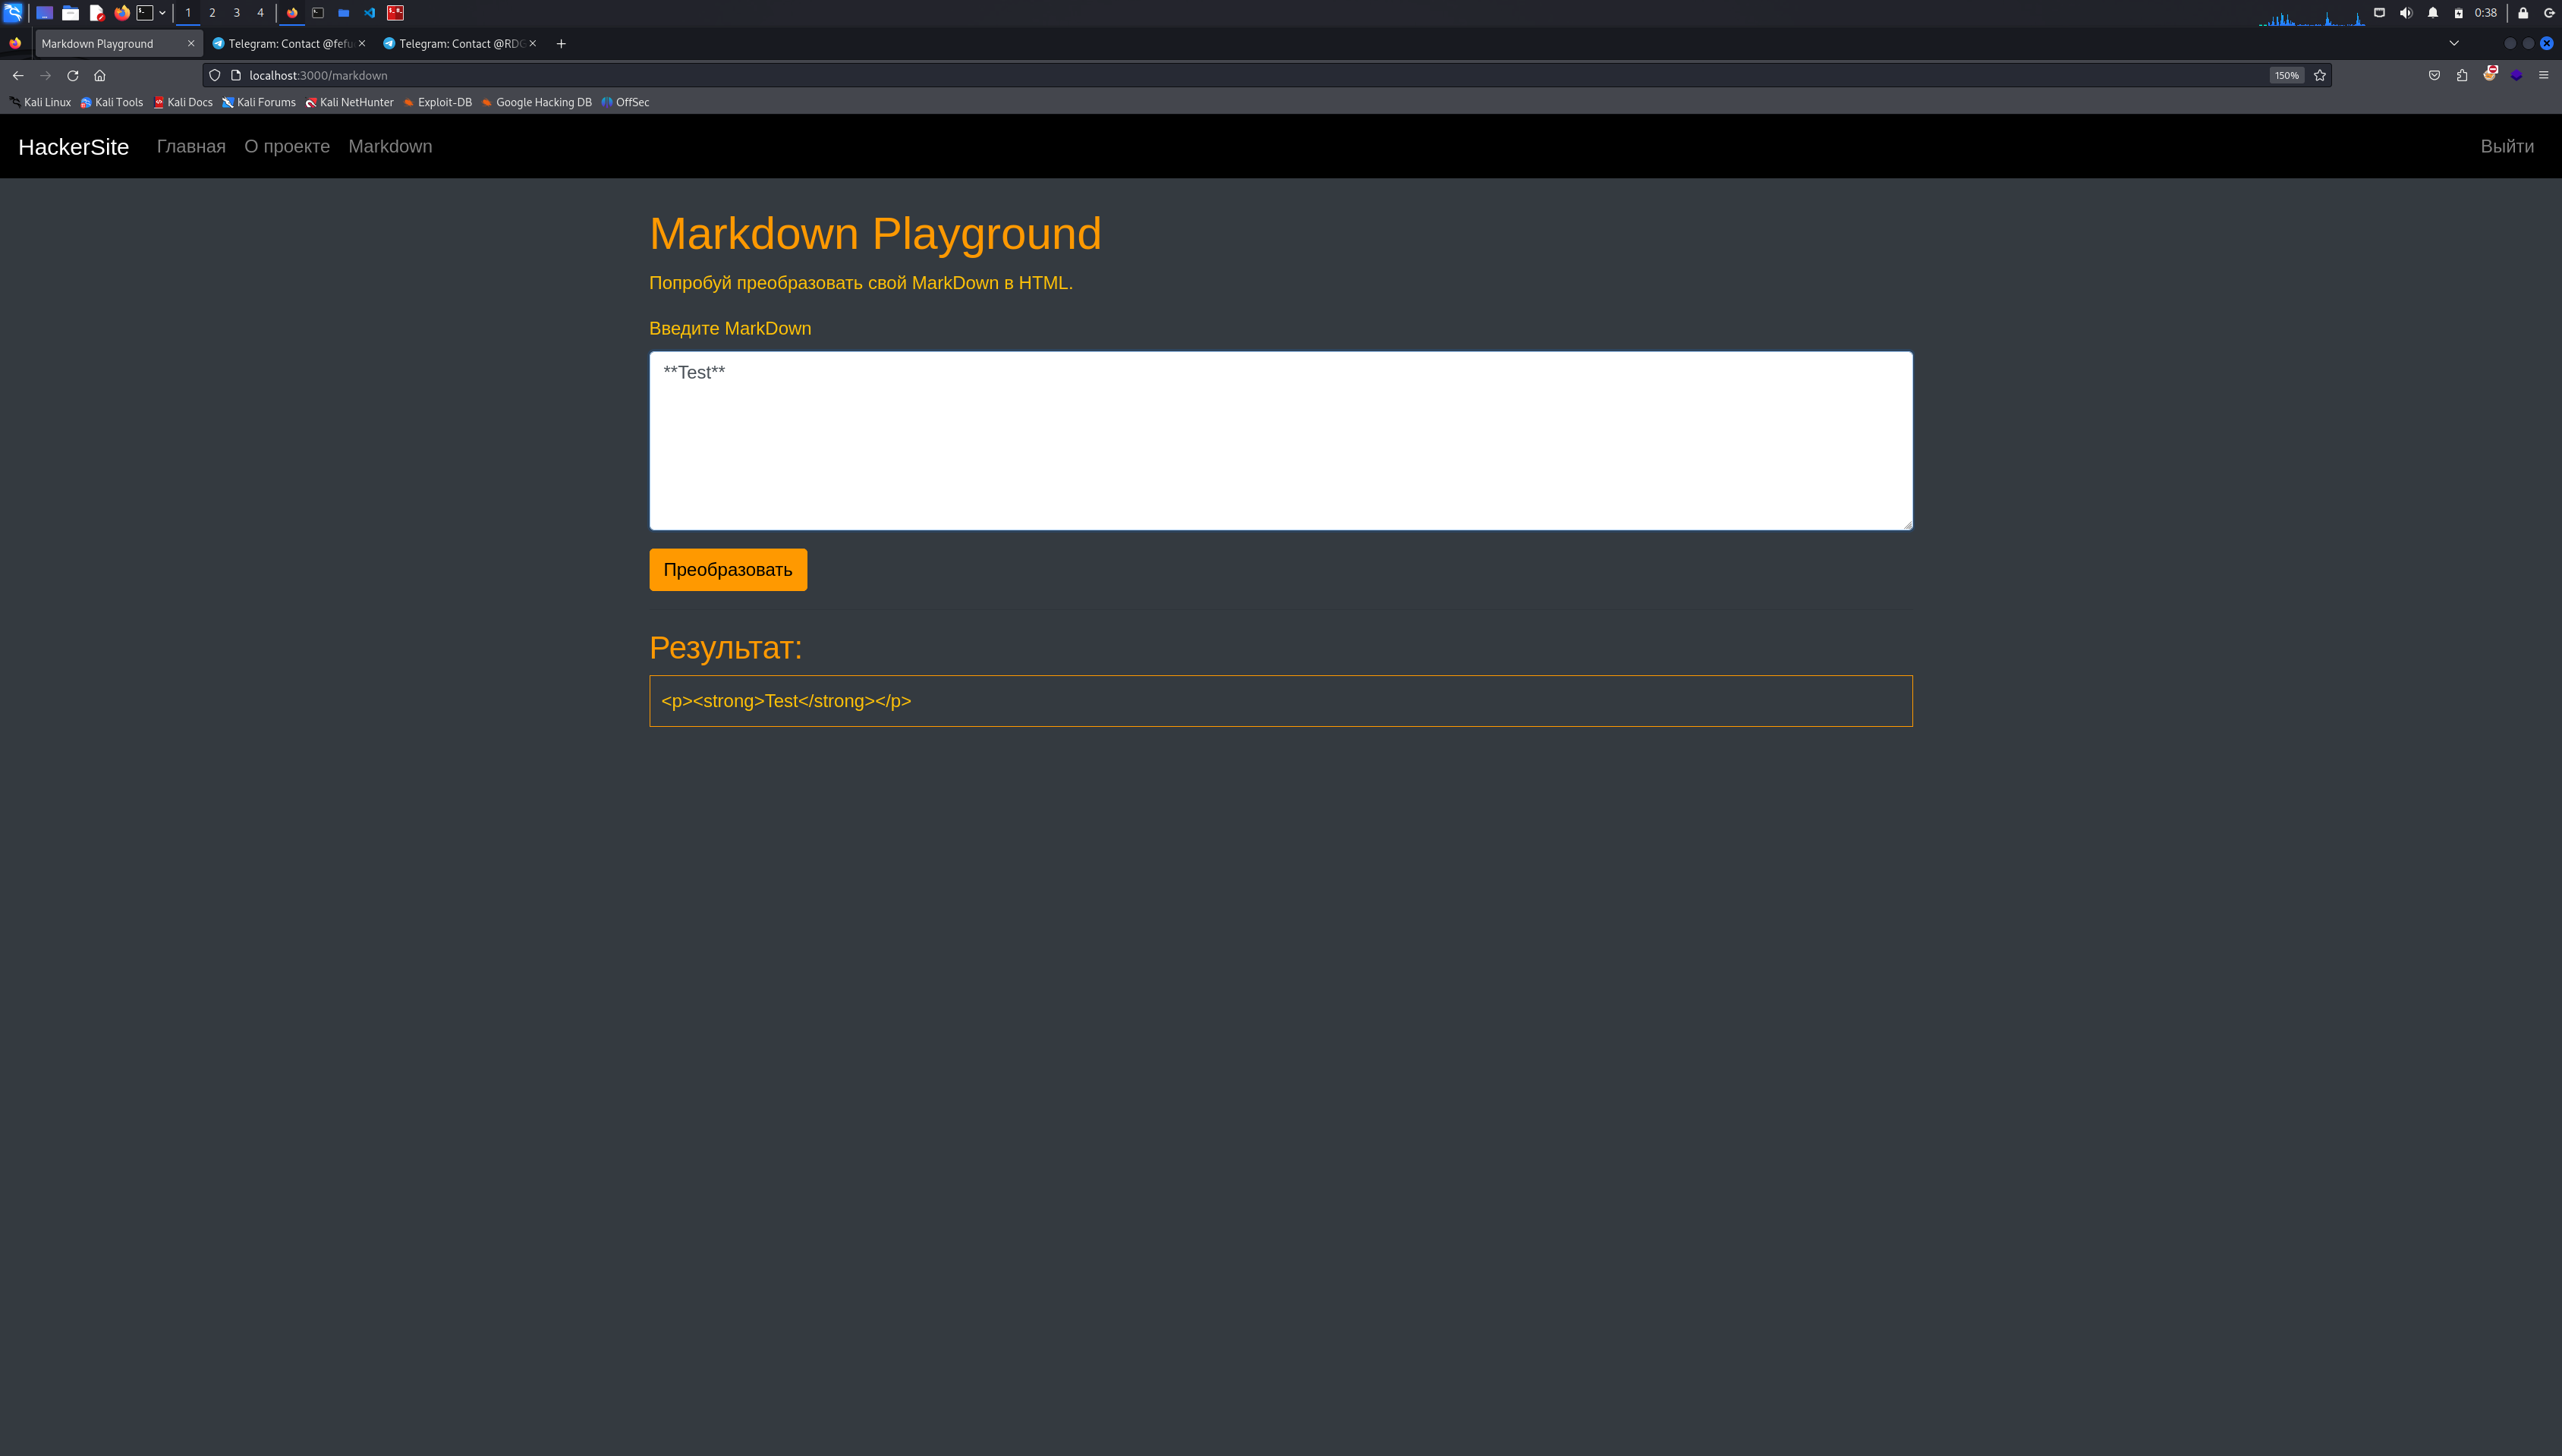 1 2 3 4 0:38
Markdown Playground Telegram: Contact @fefu Telegram: Contact @RDG
localhost:3000/markdown 150%
Kali Linux Kali Tools Kali Docs Kali Forums Kali NetHunter Exploit-DB Google Hacking DB OffSec
HackerSite Главная О проекте Markdown Выйти
Markdown Playground
Попробуй преобразовать свой MarkDown в HTML.
Введите MarkDown
**Test**
Преобразовать
Результат:
<p><strong>Test</strong></p>